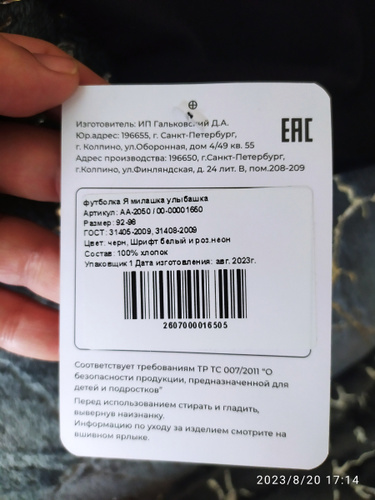 Изготовитель: ИП Гальковский Д.А.
Юр.адрес: 196655, г. Санкт-Петербург,
г. Колпино, ул.Оборонная, дом 4/49 кв. 55
Адрес производства: 196650, г.Санкт-Петербург,
г.Колпино, ул.Финляндская, д. 24 лит. В, пом.208-209
EAC
футболка Я милашка улыбашка
Артикул: АА-2050 / 00-00001650
Размер: 92-98
ГОСТ: 31405-2009, 31408-2009
Цвет: черн, Шрифт белый и роз.неон
Состав: 100% хлопок
Упаковщик 1 Дата изготовления: авг. 2023г.
2607000016505
Соответствует требованиям ТР ТС 007/2011 "О
безопасности продукции, предназначенной для
детей и подростков"
Перед использованием стирать и гладить,
вывернув наизнанку.
Информацию по уходу за изделием смотрите на
вшивном ярлыке.
2023/8/20 17:14